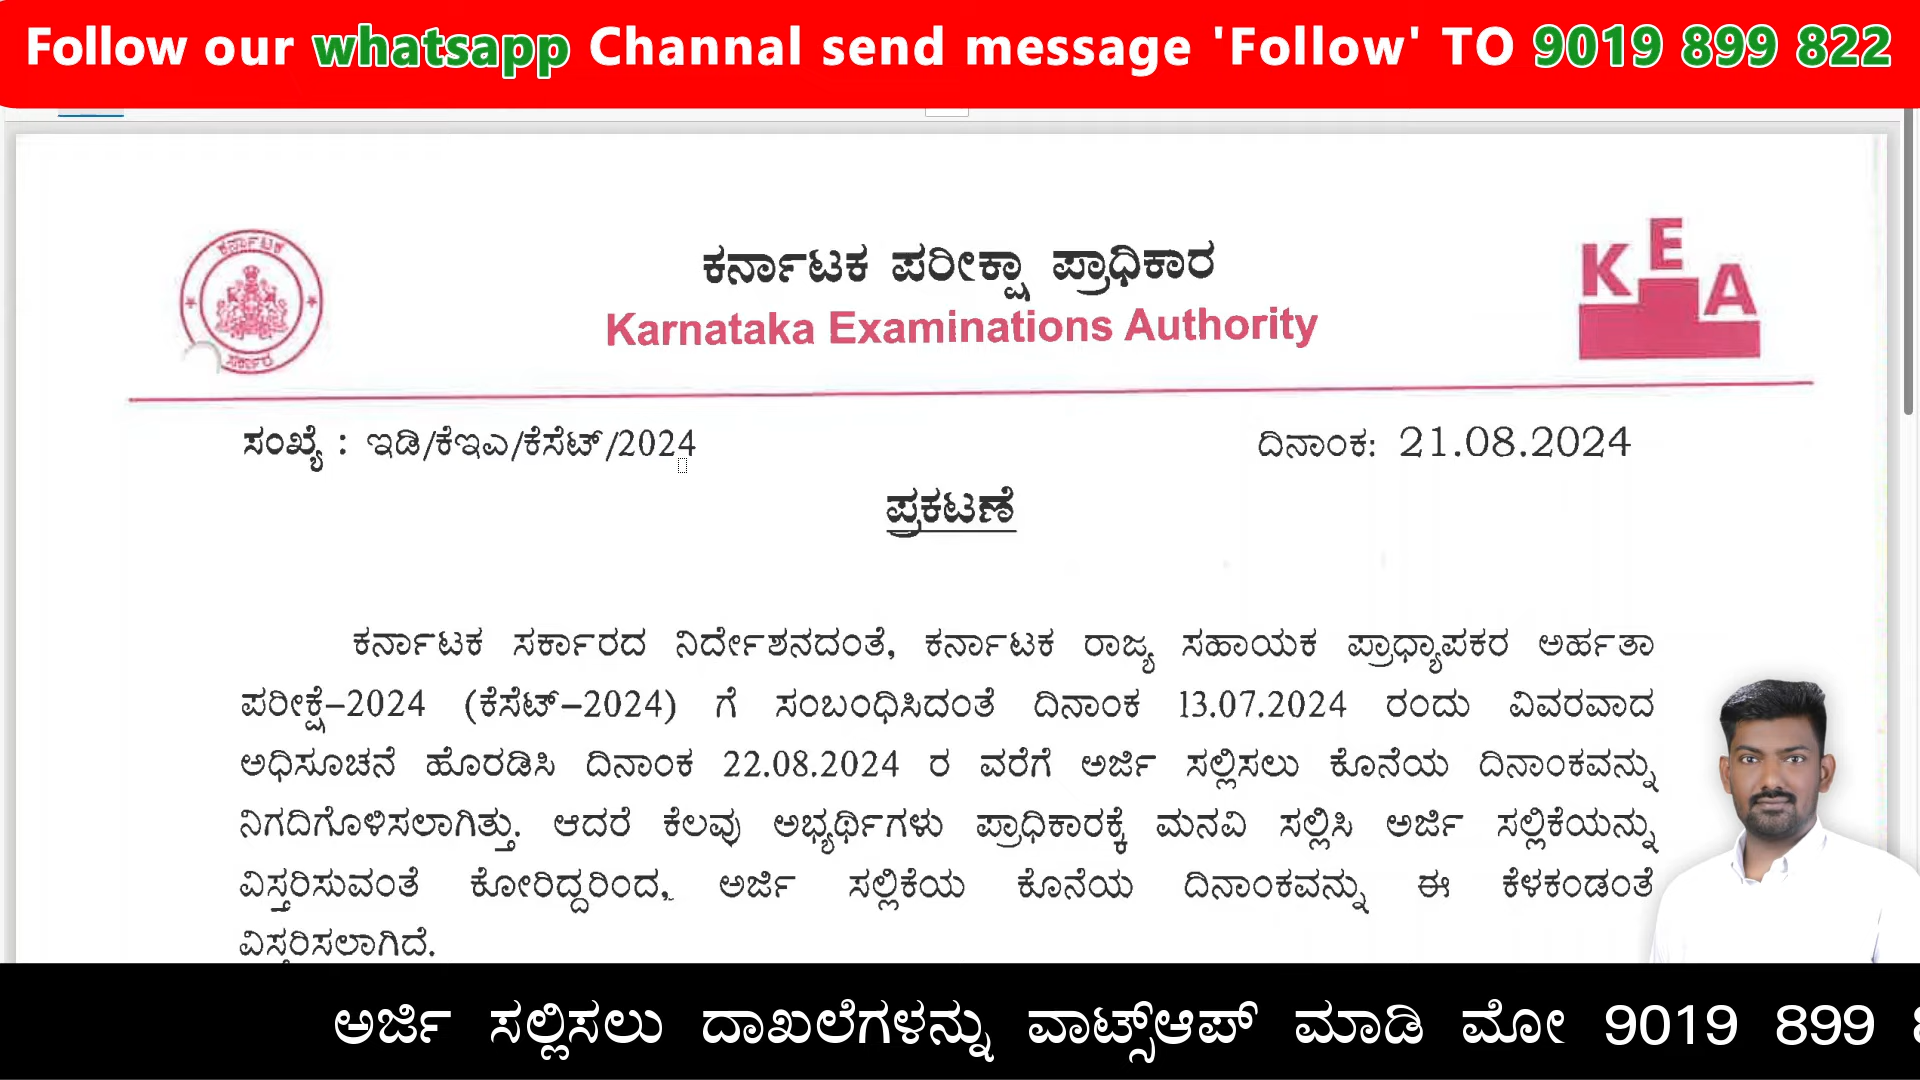 Follow our whatsapp Channal send message 'Follow' TO 9019 899 822
ಕರ್ನಾಟಕ
ಸರ್ಕಾರ
ಕರ್ನಾಟಕ ಪರೀಕ್ಷಾ ಪ್ರಾಧಿಕಾರ
Karnataka Examinations Authority
KEA
ಸಂಖ್ಯೆ : ಇಡಿ/ಕೆಇಎ/ಕೆಸೆಟ್/2024 ದಿನಾಂಕ: 21.08.2024
ಪ್ರಕಟಣೆ
ಕರ್ನಾಟಕ ಸರ್ಕಾರದ ನಿರ್ದೇಶನದಂತೆ, ಕರ್ನಾಟಕ ರಾಜ್ಯ ಸಹಾಯಕ ಪ್ರಾಧ್ಯಾಪಕರ ಅರ್ಹತಾ
ಪರೀಕ್ಷೆ-2024 (ಕೆಸೆಟ್-2024) ಗೆ ಸಂಬಂಧಿಸಿದಂತೆ ದಿನಾಂಕ 13.07.2024 ರಂದು ವಿವರವಾದ
ಅಧಿಸೂಚನೆ ಹೊರಡಿಸಿ ದಿನಾಂಕ 22.08.2024 ರ ವರೆಗೆ ಅರ್ಜಿ ಸಲ್ಲಿಸಲು ಕೊನೆಯ ದಿನಾಂಕವನ್ನು
ನಿಗದಿಗೊಳಿಸಲಾಗಿತ್ತು. ಆದರೆ ಕೆಲವು ಅಭ್ಯರ್ಥಿಗಳು ಪ್ರಾಧಿಕಾರಕ್ಕೆ ಮನವಿ ಸಲ್ಲಿಸಿ ಅರ್ಜಿ ಸಲ್ಲಿಕೆಯನ್ನು
ವಿಸ್ತರಿಸುವಂತೆ ಕೋರಿದ್ದರಿಂದ, ಅರ್ಜಿ ಸಲ್ಲಿಕೆಯ ಕೊನೆಯ ದಿನಾಂಕವನ್ನು ಈ ಕೆಳಕಂಡಂತೆ
ವಿಸ್ತರಿಸಲಾಗಿದೆ.
ಅರ್ಜಿ ಸಲ್ಲಿಸಲು ದಾಖಲೆಗಳನ್ನು ವಾಟ್ಸ್‌ಆಪ್ ಮಾಡಿ ಮೋ 9019 899